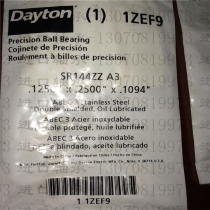 Dayton (1) 1ZEF9
Precision Ball Bearing
Cojinete de Precisión
Roulement à billes de precision
SR144ZZ A3
.1250" x .2500" x .1094"
ABEC 3 Stainless Steel
Double Shielded, Oil Lubricated
ABEC 3 Acier inoxydable
Double protegé, huile lubrifiée
ABEC 3 Acero inoxidable
Doble blindado, aceite lubricado
1 1ZEF9